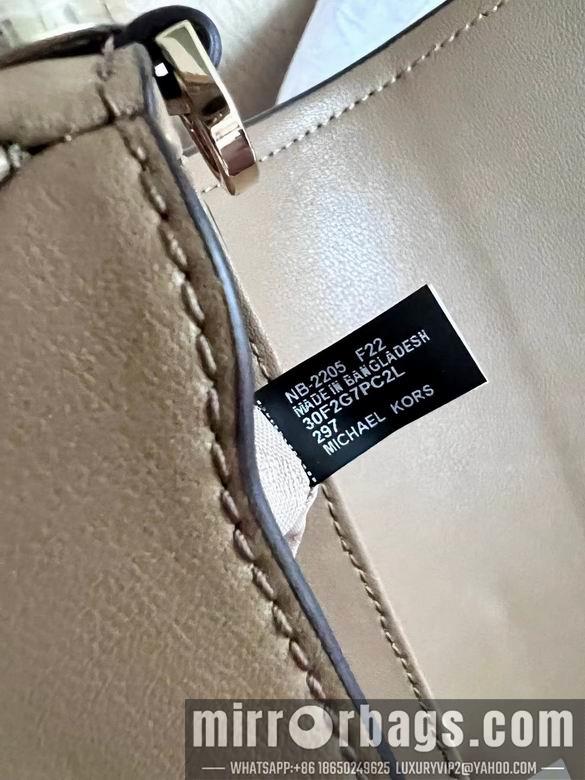 NB-2205 F22
MADE IN BANGLADESH
30F2G7PC2L
297
MICHAEL KORS
mirrorbags.com
WHATSAPP:+86 18650249625 LUXURYVIP2@YAHOO.COM